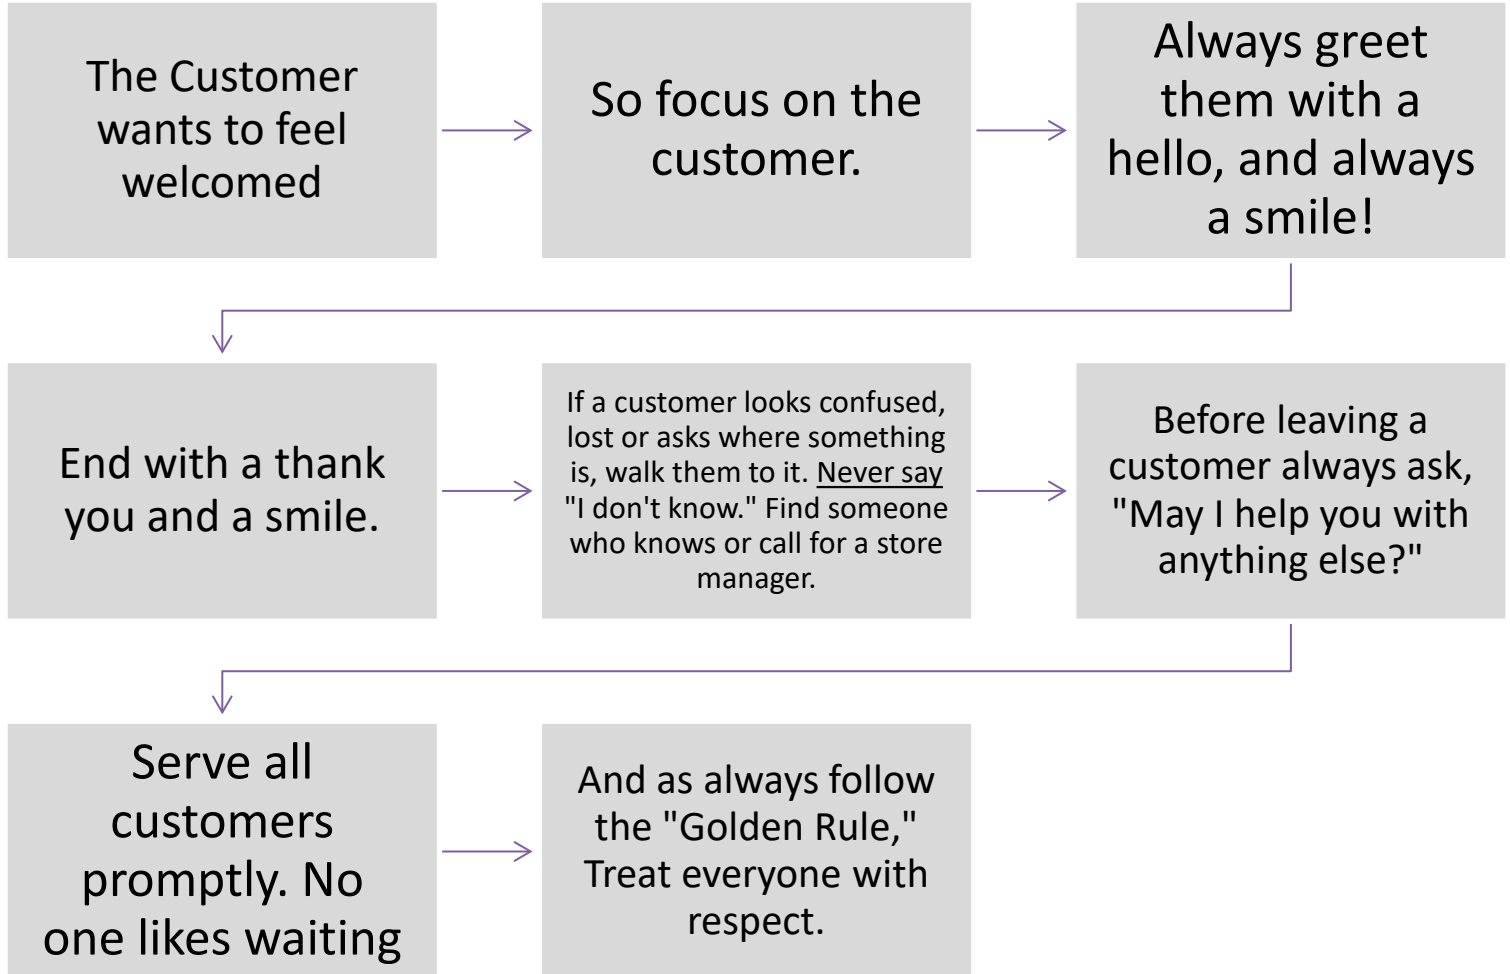 The Customer
wants to feel
welcomed
So focus on the
customer.
Always greet
them with a
hello, and always
a smile!
End with a thank
you and a smile.
If a customer looks confused,
lost or asks where something
is, walk them to it. Never say
"I don't know." Find someone
who knows or call for a store
manager.
Before leaving a
customer always ask,
"May I help you with
anything else?"
Serve all
customers
promptly. No
one likes waiting
And as always follow
the "Golden Rule,"
Treat everyone with
respect.